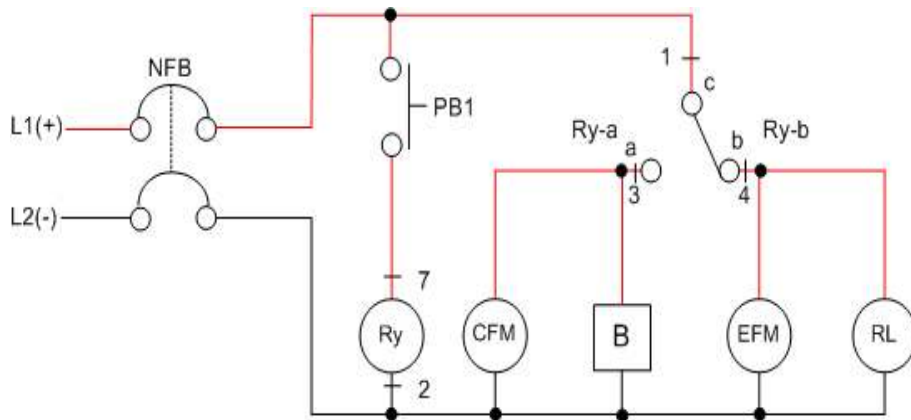 NFB
L1(+)
L2(-)
PB1
1
c
Ry-a
a
3
b
Ry-b
4
7
Ry
2
CFM
B
EFM
RL